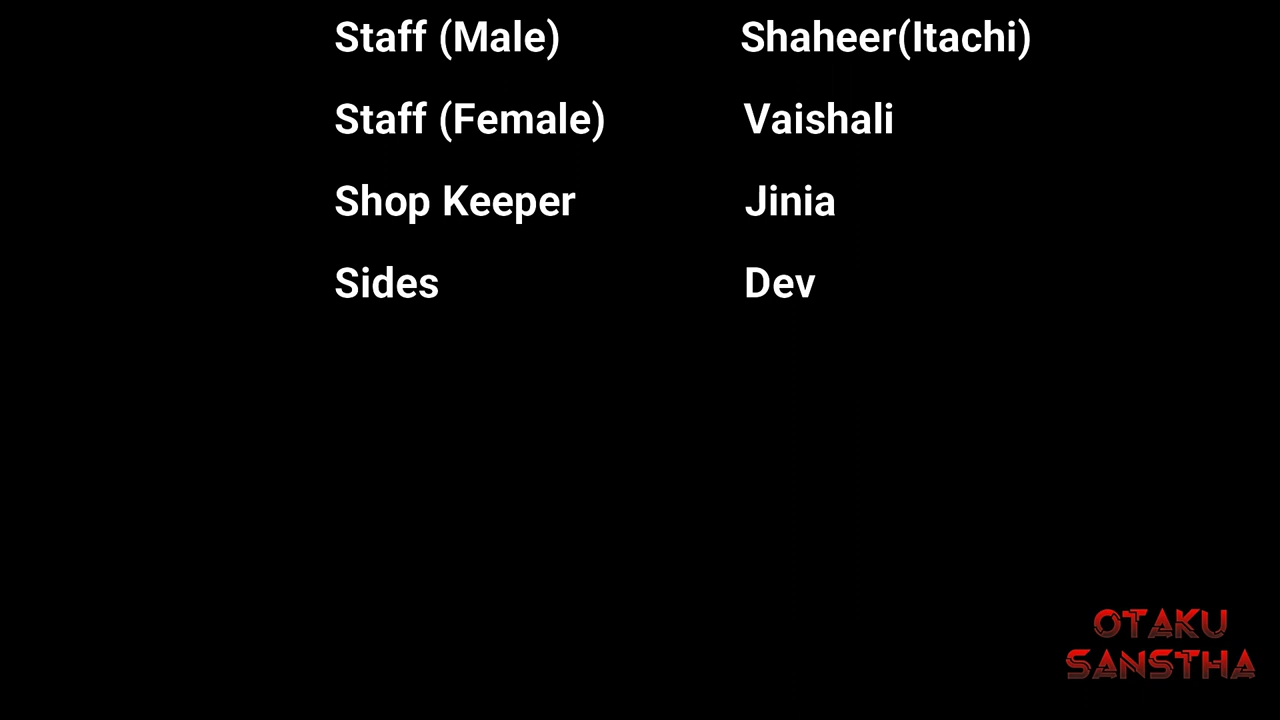 Staff (Male) Shaheer(Itachi)
Staff (Female) Vaishali
Shop Keeper Jinia
Sides Dev
OTAKU
SANSTHA